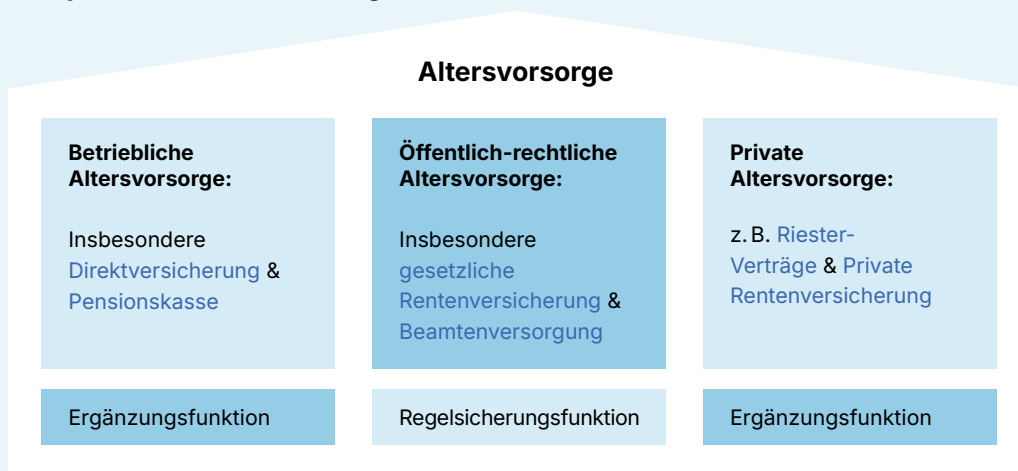 Altersvorsorge
Betriebliche
Altersvorsorge:
Insbesondere
Direktversicherung &
Pensionskasse
Ergänzungsfunktion
Öffentlich-rechtliche
Altersvorsorge:
Insbesondere
gesetzliche
Rentenversicherung &
Beamtenversorgung
Regelsicherungsfunktion
Private
Altersvorsorge:
z. B. Riester-
Verträge & Private
Rentenversicherung
Ergänzungsfunktion